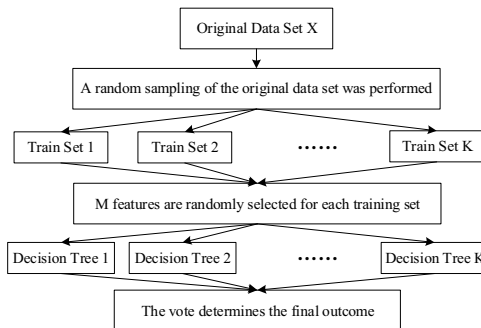 Original Data Set X
A random sampling of the original data set was performed
Train Set 1
Train Set 2
......
Train Set K
M features are randomly selected for each training set
Decision Tree 1
Decision Tree 2
......
Decision Tree K
The vote determines the final outcome